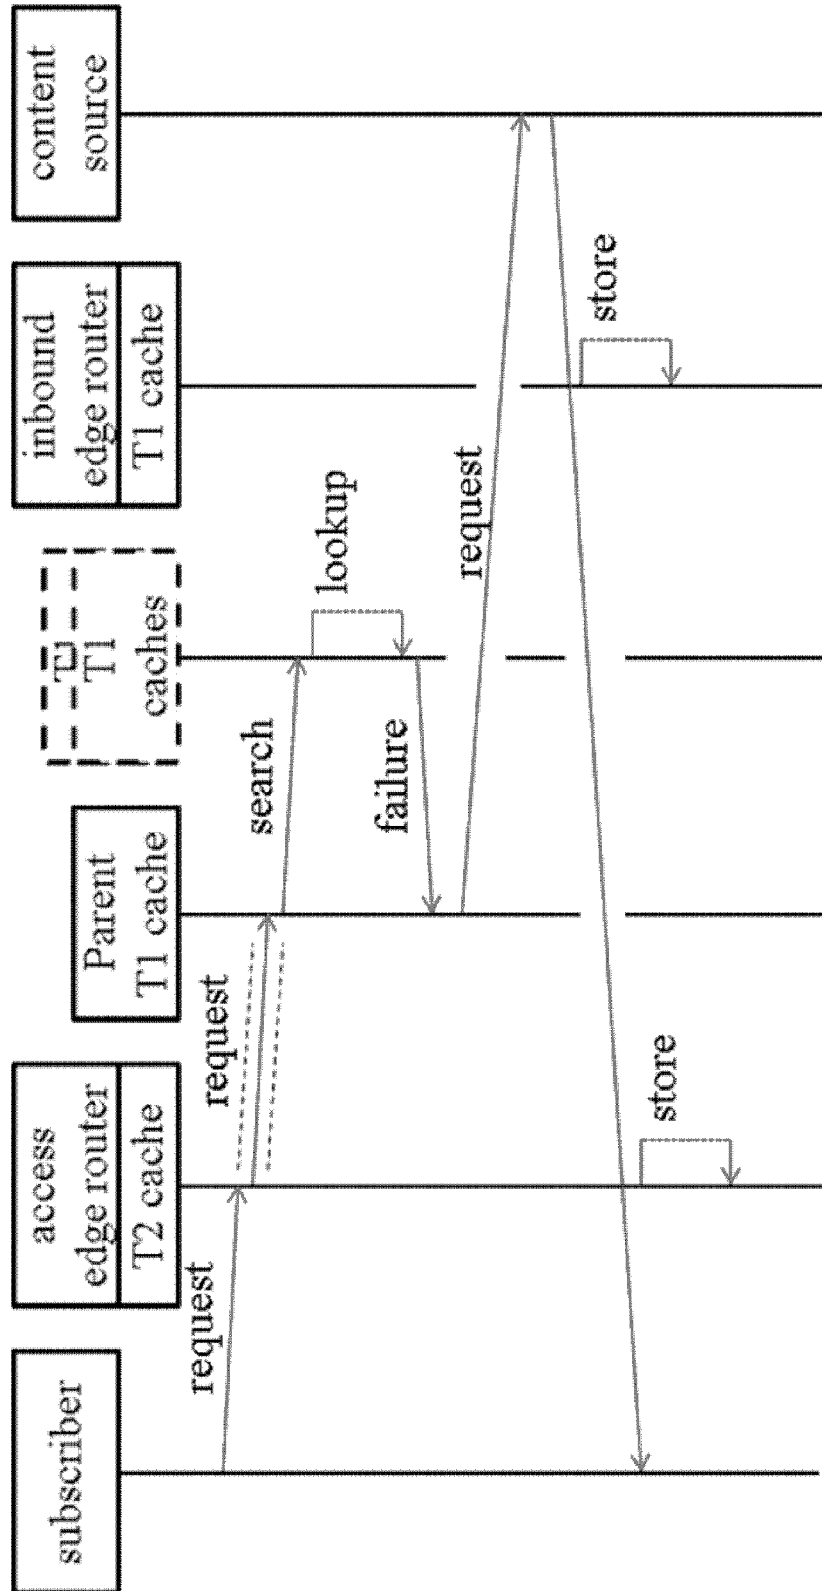 subscriber
access
edge router
T2 cache
Parent
T1 cache
T1
T1
caches
inbound
edge router
T1 cache
content
source
request
request
search
lookup
failure
request
store
store